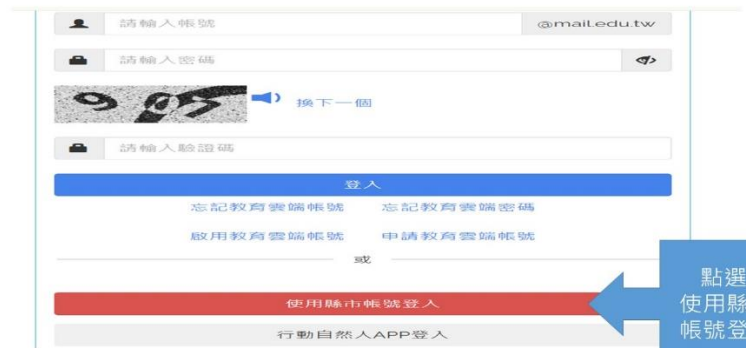 請輸入帳號 @mail.edu.tw
請輸入密碼
換下一個
請輸入驗證碼
登入
忘記教育雲端帳號 忘記教育雲端密碼
啟用教育雲端帳號 申請教育雲端帳號
或
使用縣市帳號登入
行動自然人APP登入
點選
使用縣
帳號登